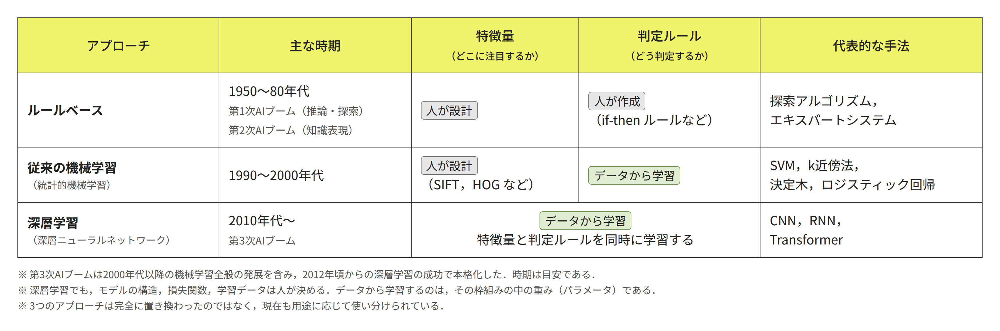 アプローチ
主な時期
特徴量
（どこに注目するか）
判定ルール
（どう判定するか）
代表的な手法
ルールベース
1950〜80年代
第1次AIブーム（推論・探索）
第2次AIブーム（知識表現）
人が設計
人が作成
（if-then ルールなど）
探索アルゴリズム，
エキスパートシステム
従来の機械学習
（統計的機械学習）
1990〜2000年代
人が設計
（SIFT，HOG など）
データから学習
SVM，k近傍法，
決定木，ロジスティック回帰
深層学習
（深層ニューラルネットワーク）
2010年代〜
第3次AIブーム
データから学習
特徴量と判定ルールを同時に学習する
CNN，RNN，
Transformer
※ 第3次AIブームは2000年代以降の機械学習全般の発展を含み，2012年頃からの深層学習の成功で本格化した．時期は目安である．
※ 深層学習でも，モデルの構造，損失関数，学習データは人が決める．データから学習するのは，その枠組みの中の重み（パラメータ）である．
※ 3つのアプローチは完全に置き換わったのではなく，現在も用途に応じて使い分けられている．